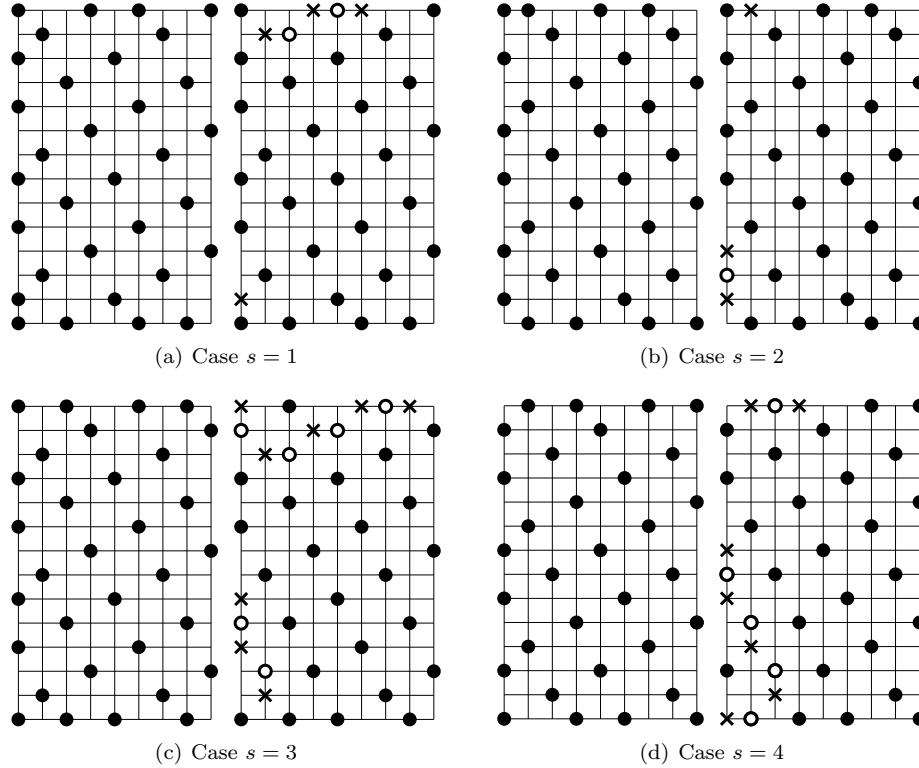 (a) Case s = 1
(b) Case s = 2
(c) Case s = 3
(d) Case s = 4